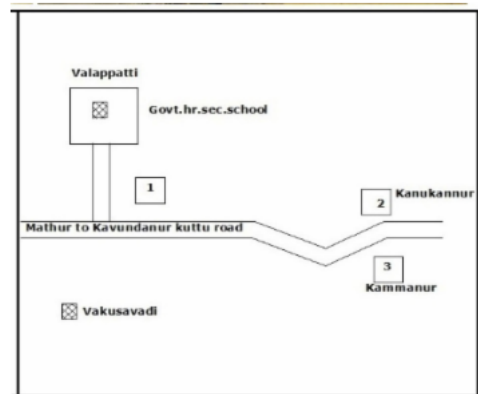 Valappatti
Govt.hr.sec.school
1
2
Kanukannur
Mathur to Kavundanur kuttu road
3
Kammanur
Vakusavadi